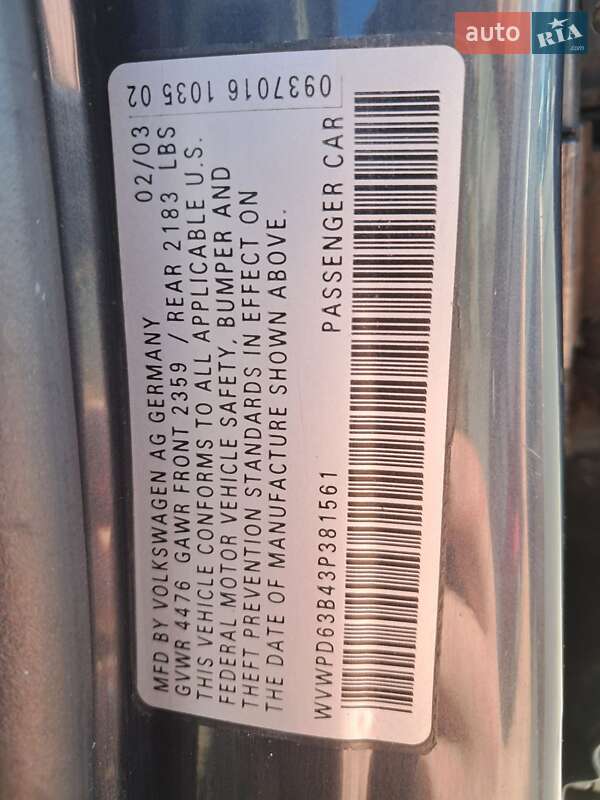 MFD BY VOLKSWAGEN AG GERMANY 02/03
GVWR 4476 GAWR FRONT 2359 / REAR 2183 LBS
THIS VEHICLE CONFORMS TO ALL APPLICABLE U.S.
FEDERAL MOTOR VEHICLE SAFETY, BUMPER AND
THEFT PREVENTION STANDARDS IN EFFECT ON
THE DATE OF MANUFACTURE SHOWN ABOVE.
WVWPD63B43P381561 PASSENGER CAR
0937016 1035 02
auto RIA .com